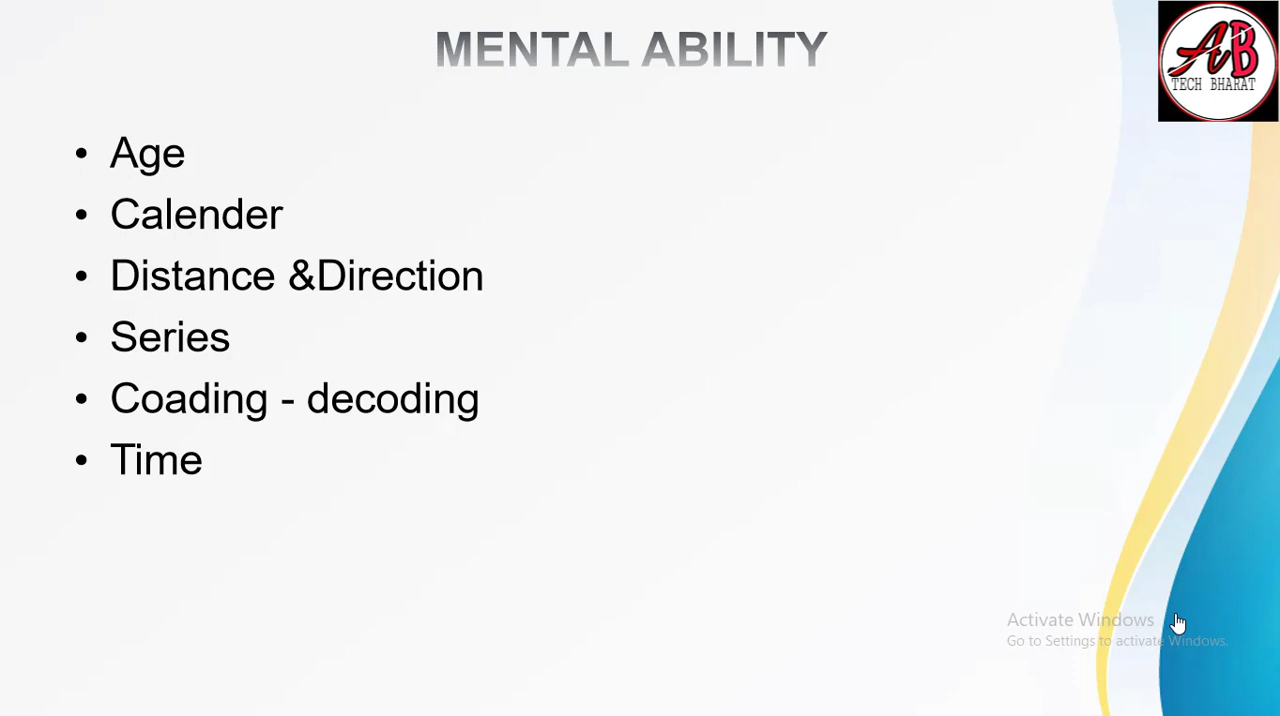 MENTAL ABILITY
AB
TECH BHARAT
• Age
• Calender
• Distance &Direction
• Series
• Coading - decoding
• Time
Activate Windows
Go to Settings to activate Windows.